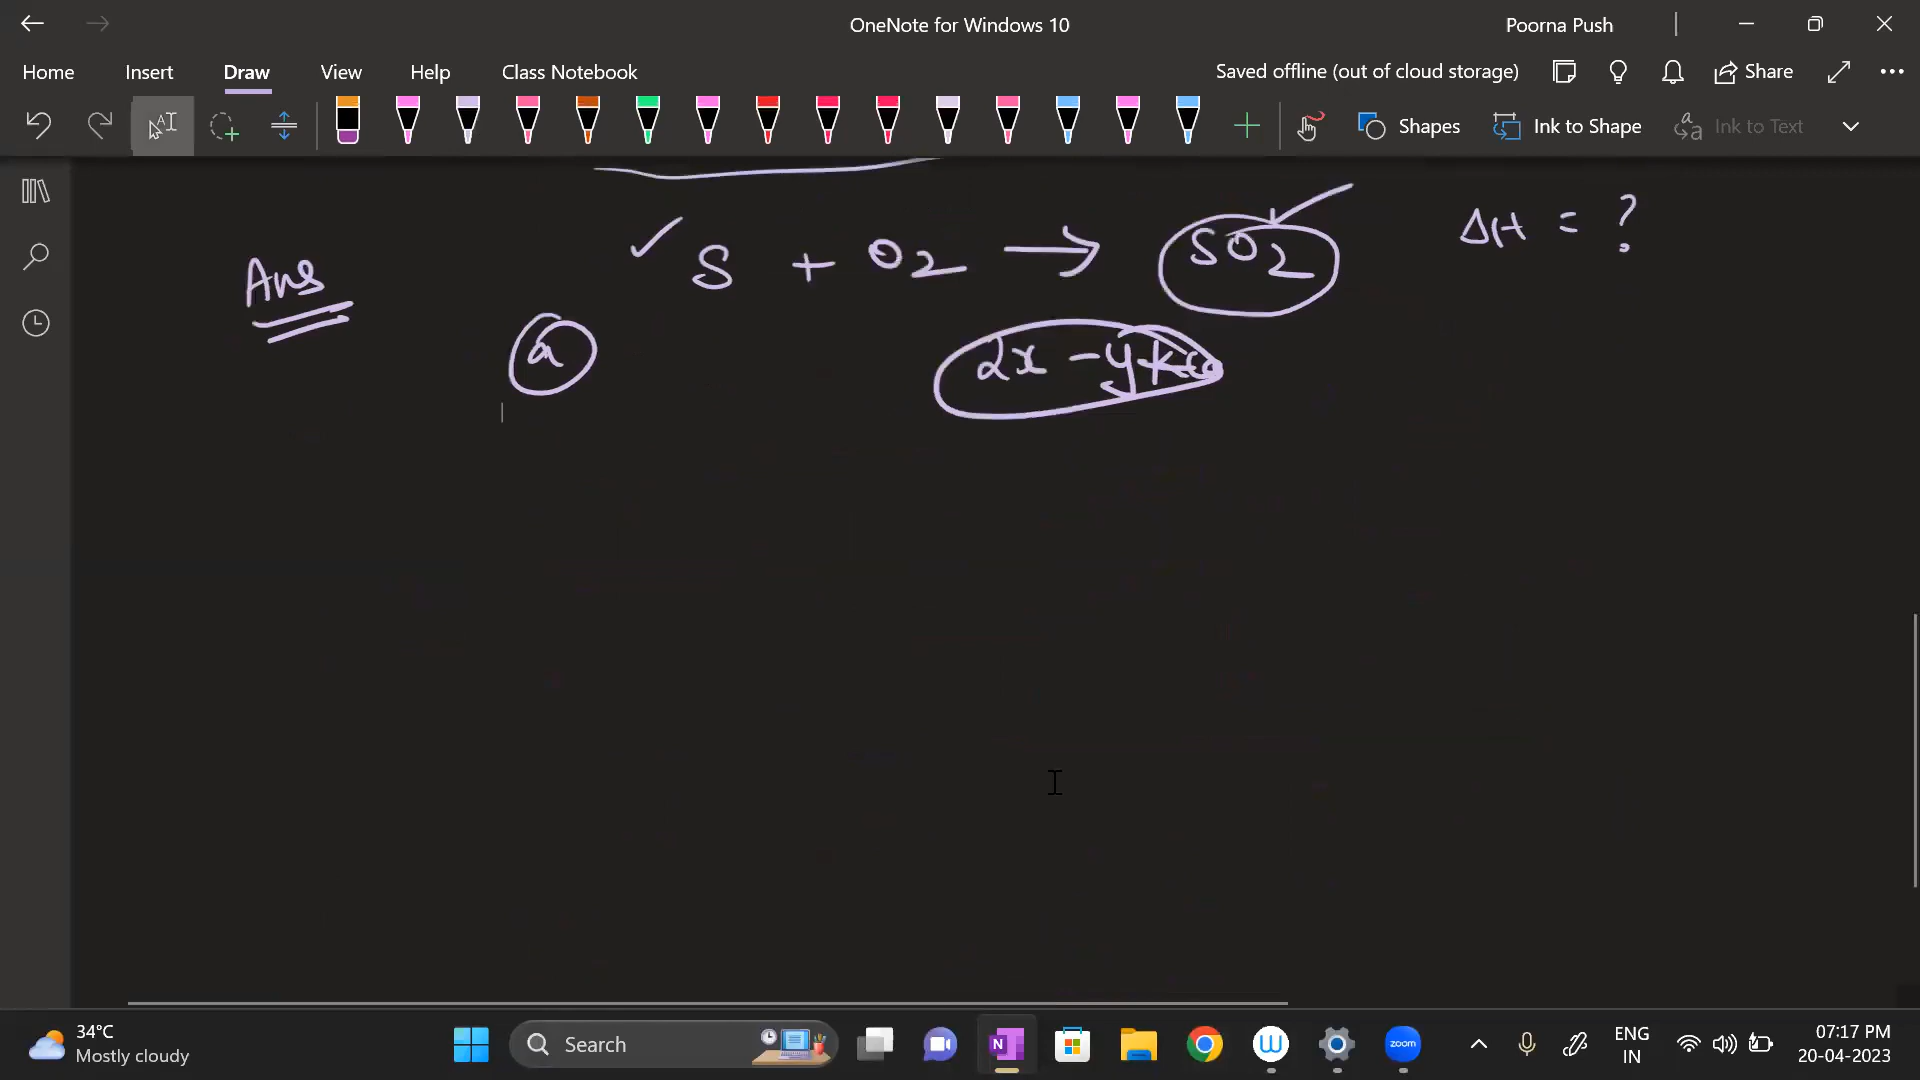 OneNote for Windows 10
Poorna Push
Home Insert Draw View Help Class Notebook
Saved offline (out of cloud storage)
Share
Shapes
Ink to Shape
Ink to Text
S + O2 → SO2
ΔH = ?
Ans
a
2x - y
34°C
Mostly cloudy
Search
N
W
zoom
ENG
IN
07:17 PM
20-04-2023